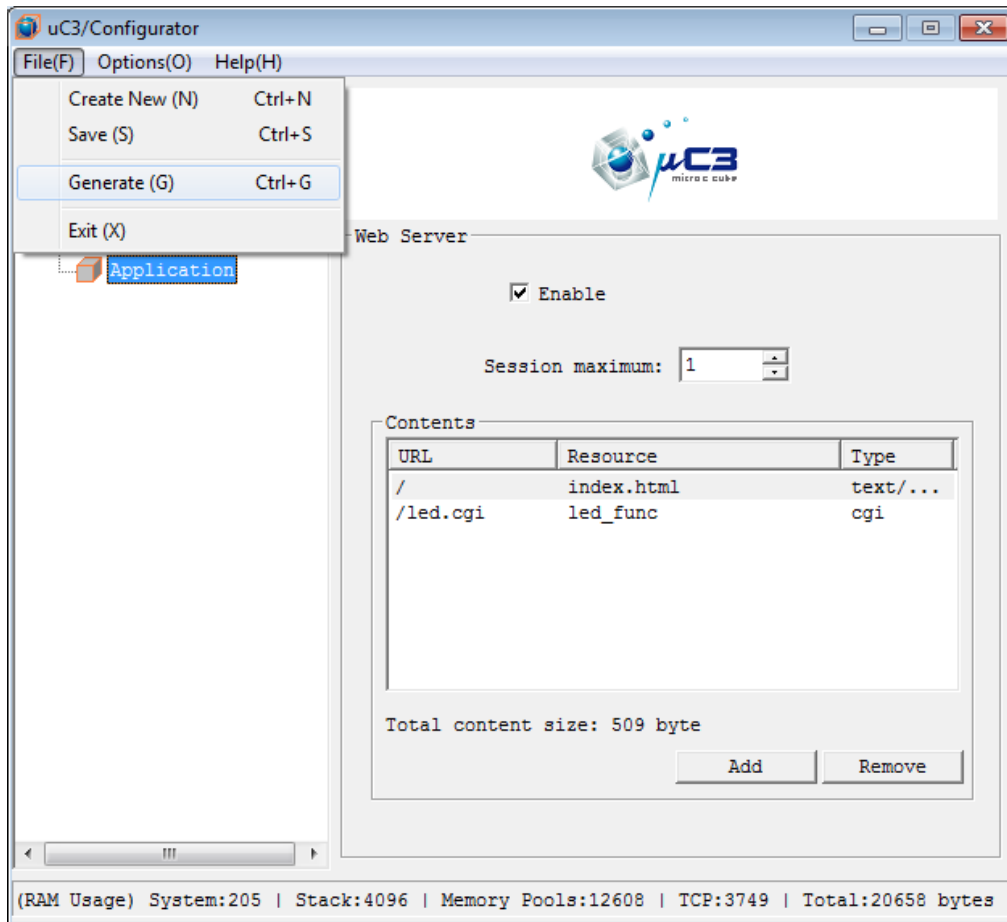 uC3/Configurator
File(F) Options(O) Help(H)
Create New (N) Ctrl+N
Save (S) Ctrl+S
Generate (G) Ctrl+G
Exit (X)
μC3
micro c cube
Web Server
Application
Enable
Session maximum: 1
Contents
URL Resource Type
/ index.html text/...
/led.cgi led_func cgi
Total content size: 509 byte
Add Remove
(RAM Usage) System:205 | Stack:4096 | Memory Pools:12608 | TCP:3749 | Total:20658 bytes